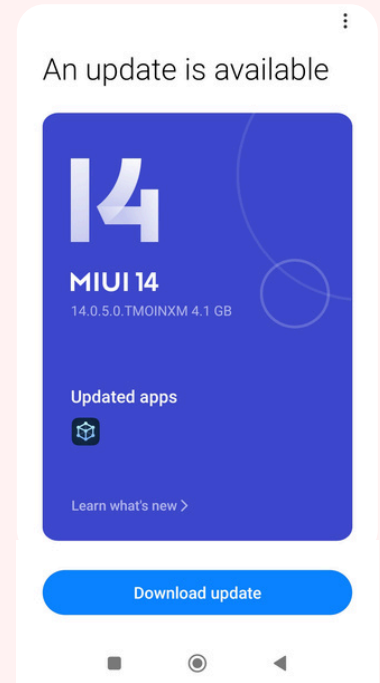 An update is available
14
MIUI 14
14.0.5.0.TMOINXM 4.1 GB
Updated apps
Learn what's new >
Download update